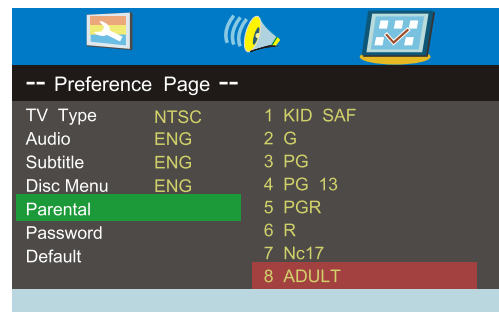 -- Preference Page --
TV Type NTSC 1 KID SAF
Audio ENG 2 G
Subtitle ENG 3 PG
Disc Menu ENG 4 PG 13
Parental 5 PGR
Password 6 R
Default 7 Nc17
8 ADULT